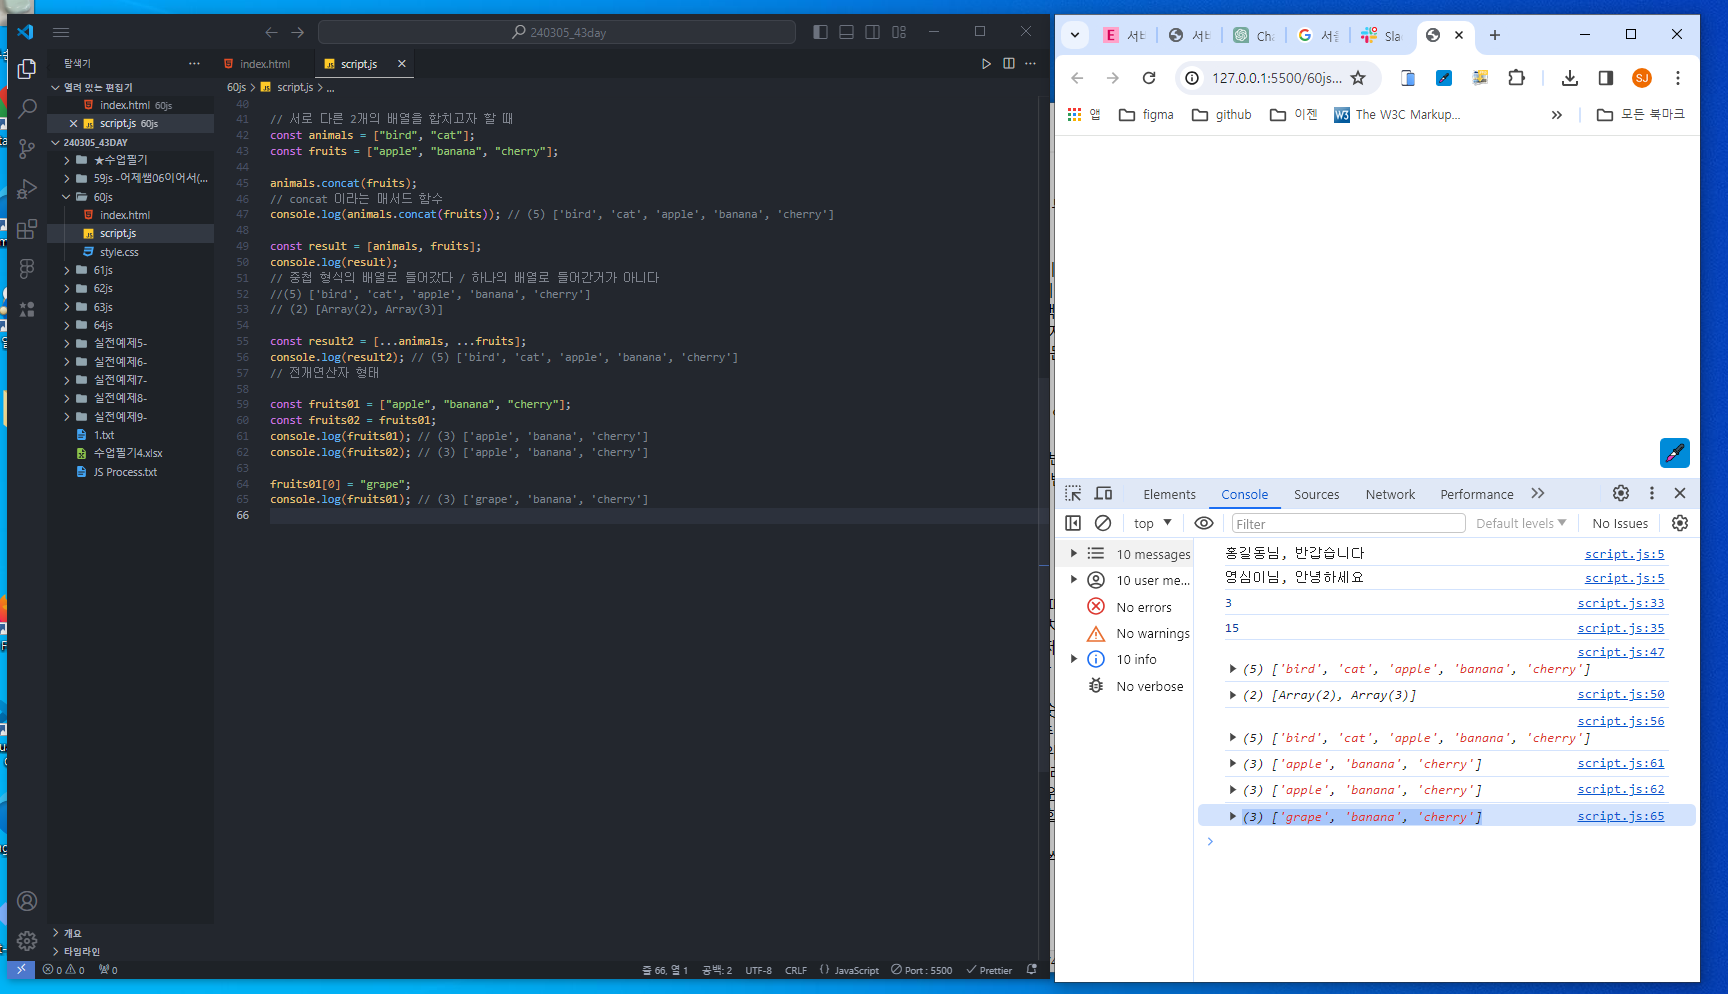 240305_43day
탐색기
index.html
script.js
60js > script.js > ...
열려 있는 편집기
index.html 60js
script.js 60js
240305_43DAY
★수업필기
59js -어제쌤06이어서(...
60js
index.html
script.js
style.css
61js
62js
63js
64js
실전예제5-
실전예제6-
실전예제7-
실전예제8-
실전예제9-
1.txt
수업필기4.xlsx
JS Process.txt
개요
타임라인
40
41 // 서로 다른 2개의 배열을 합치고자 할 때
42 const animals = ["bird", "cat"];
43 const fruits = ["apple", "banana", "cherry"];
44
45 animals.concat(fruits);
46 // concat 이라는 매서드 함수
47 console.log(animals.concat(fruits)); // (5) ['bird', 'cat', 'apple', 'banana', 'cherry']
48
49 const result = [animals, fruits];
50 console.log(result);
51 // 중첩 형식의 배열로 들어갔다 / 하나의 배열로 들어간거가 아니다
52 //(5) ['bird', 'cat', 'apple', 'banana', 'cherry']
53 // (2) [Array(2), Array(3)]
54
55 const result2 = [...animals, ...fruits];
56 console.log(result2); // (5) ['bird', 'cat', 'apple', 'banana', 'cherry']
57 // 전개연산자 형태
58
59 const fruits01 = ["apple", "banana", "cherry"];
60 const fruits02 = fruits01;
61 console.log(fruits01); // (3) ['apple', 'banana', 'cherry']
62 console.log(fruits02); // (3) ['apple', 'banana', 'cherry']
63
64 fruits01[0] = "grape";
65 console.log(fruits01); // (3) ['grape', 'banana', 'cherry']
66
0 0 0
줄 66, 열 1 공백: 2 UTF-8 CRLF {} JavaScript Port : 5500 Prettier
E 서비 서비 Cha 서울 Sla
127.0.0.1:5500/60js... SJ
앱 figma github 이젠 W3 The W3C Markup... » 모든 북마크
Elements Console Sources Network Performance
top Filter Default levels No Issues
10 messages
10 user me...
No errors
No warnings
10 info
No verbose
홍길동님, 반갑습니다 script.js:5
영심이님, 안녕하세요 script.js:5
3 script.js:33
15 script.js:35
script.js:47
(5) ['bird', 'cat', 'apple', 'banana', 'cherry']
(2) [Array(2), Array(3)] script.js:50
script.js:56
(5) ['bird', 'cat', 'apple', 'banana', 'cherry']
(3) ['apple', 'banana', 'cherry'] script.js:61
(3) ['apple', 'banana', 'cherry'] script.js:62
(3) ['grape', 'banana', 'cherry'] script.js:65